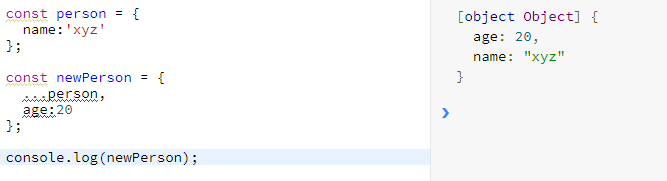 const person = {
  name:'xyz'
};
const newPerson = {
  ...person,
  age:20
};
console.log(newPerson);
[object Object] {
  age: 20,
  name: "xyz"
}
❯